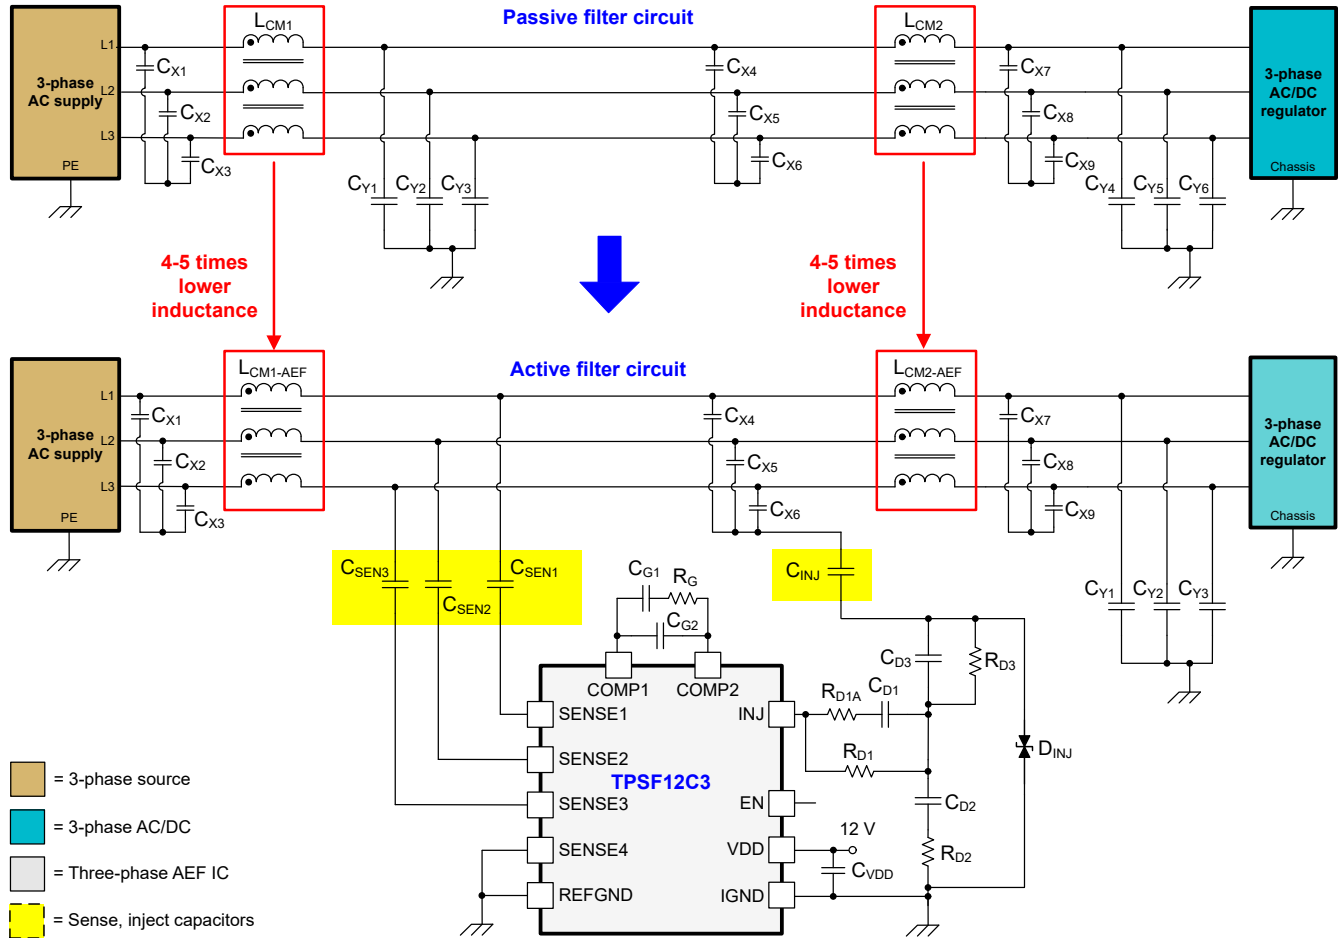 Passive filter circuit
3-phase
AC supply
L1
L2
L3
PE
CX1
CX2
CX3
LCM1
CY1
CY2
CY3
CX4
CX5
CX6
LCM2
CX7
CX8
CX9
CY4
CY5
CY6
3-phase
AC/DC
regulator
Chassis
4-5 times
lower
inductance
4-5 times
lower
inductance
Active filter circuit
3-phase
AC supply
L1
L2
L3
PE
CX1
CX2
CX3
LCM1-AEF
CX4
CX5
CX6
LCM2-AEF
CX7
CX8
CX9
3-phase
AC/DC
regulator
Chassis
CSEN3
CSEN2
CSEN1
CINJ
CY1
CY2
CY3
CG1
RG
CG2
COMP1
COMP2
SENSE1
SENSE2
SENSE3
SENSE4
REFGND
TPSF12C3
INJ
EN
VDD
IGND
RD1A
CD1
RD1
CD3
RD3
CD2
RD2
DINJ
12 V
CVDD
= 3-phase source
= 3-phase AC/DC
= Three-phase AEF IC
= Sense, inject capacitors